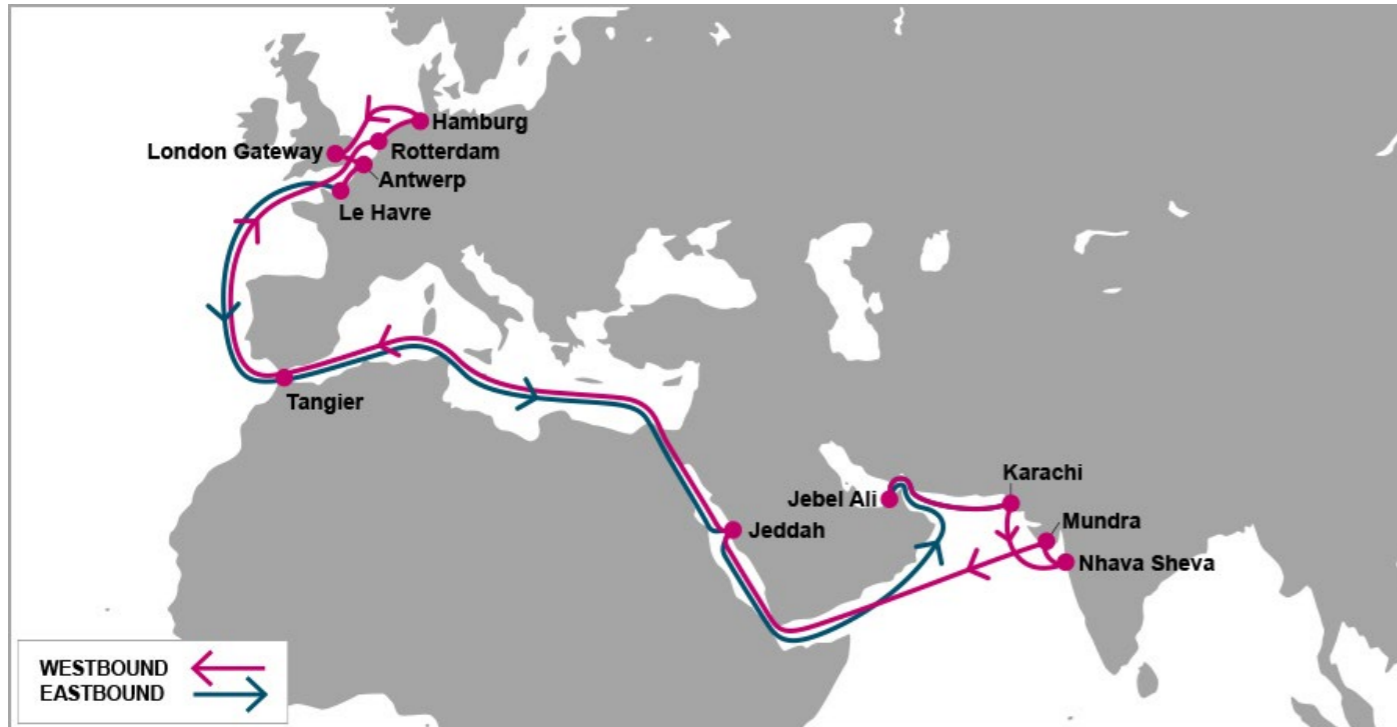 Hamburg
London Gateway
Rotterdam
Antwerp
Le Havre
Tangier
Karachi
Jebel Ali
Mundra
Jeddah
Nhava Sheva
WESTBOUND
EASTBOUND